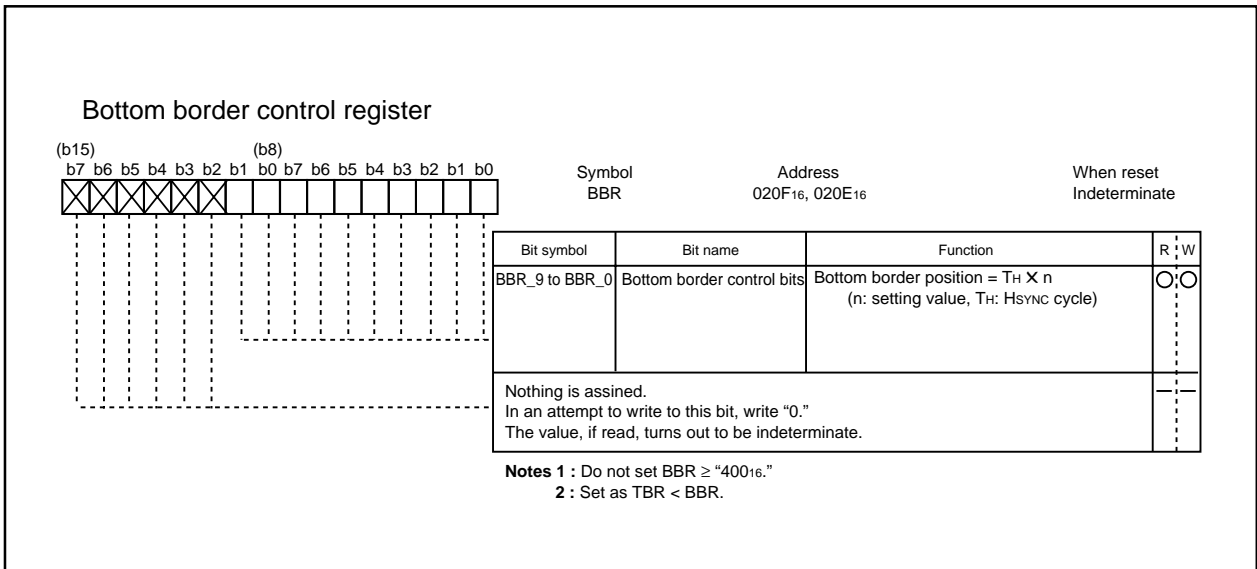 Bottom border control register
(b15) (b8)
b7 b6 b5 b4 b3 b2 b1 b0 b7 b6 b5 b4 b3 b2 b1 b0
Symbol Address When reset
BBR 020F16, 020E16 Indeterminate
Bit symbol Bit name Function R W
BBR_9 to BBR_0 Bottom border control bits Bottom border position = TH X n
(n: setting value, TH: HSYNC cycle)
Nothing is assined.
In an attempt to write to this bit, write “0.”
The value, if read, turns out to be indeterminate.
Notes 1 : Do not set BBR ≥ “40016.”
2 : Set as TBR < BBR.